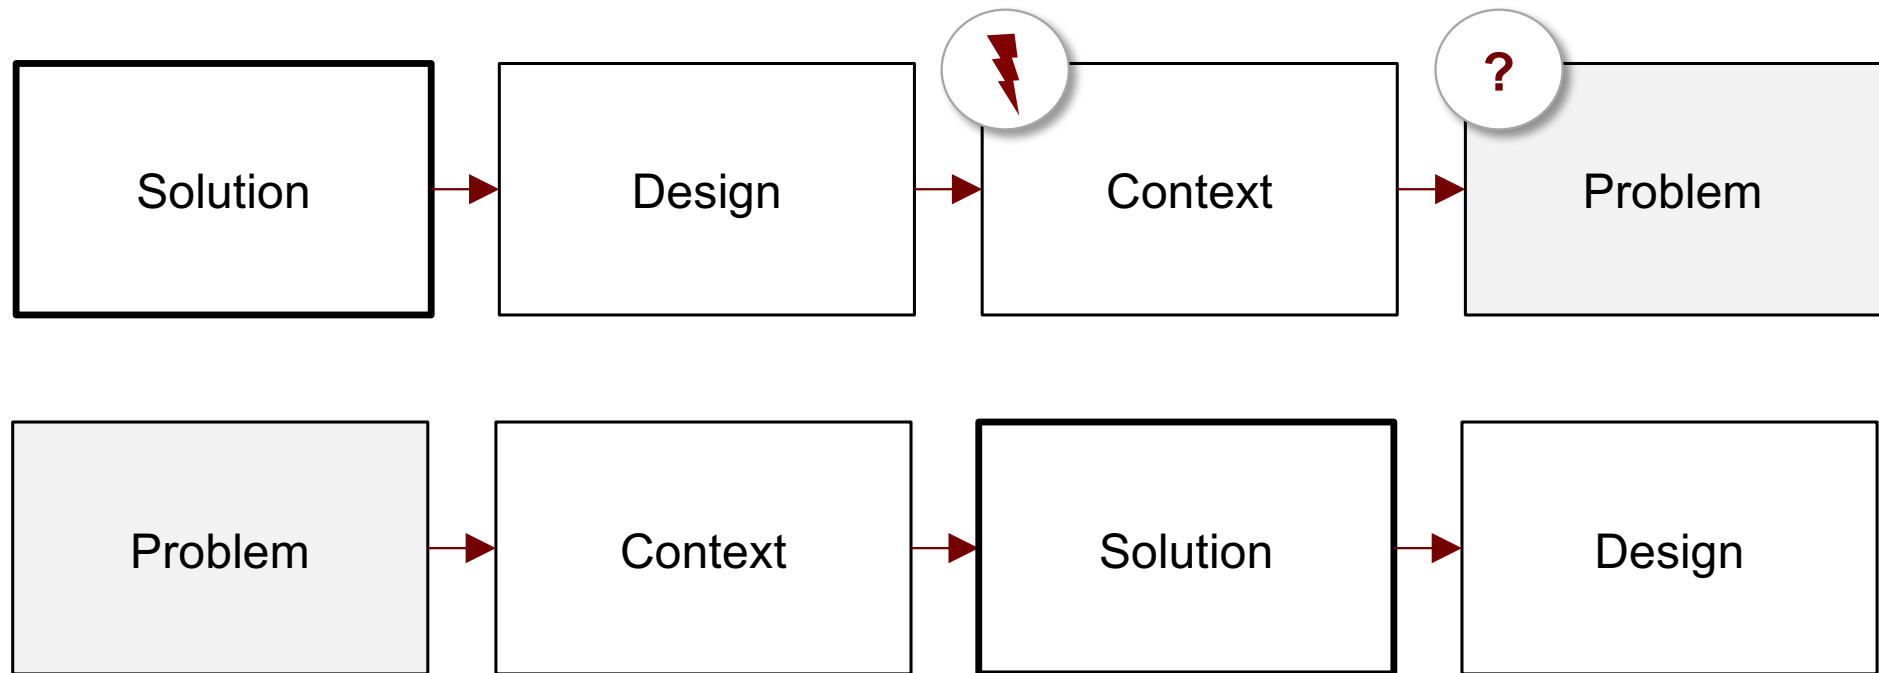 ?
Solution
Design
Context
Problem
Problem
Context
Solution
Design